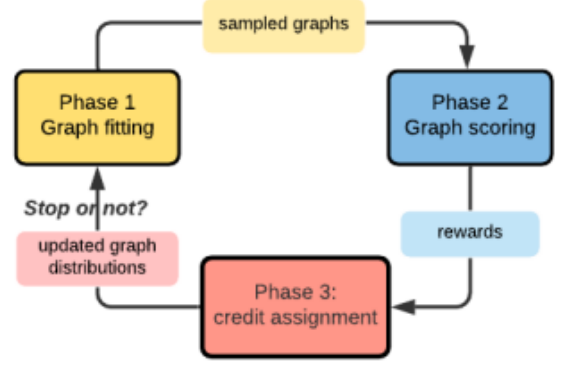 sampled graphs
Phase 1
Graph fitting
Phase 2
Graph scoring
Stop or not?
updated graph
distributions
rewards
Phase 3:
credit assignment